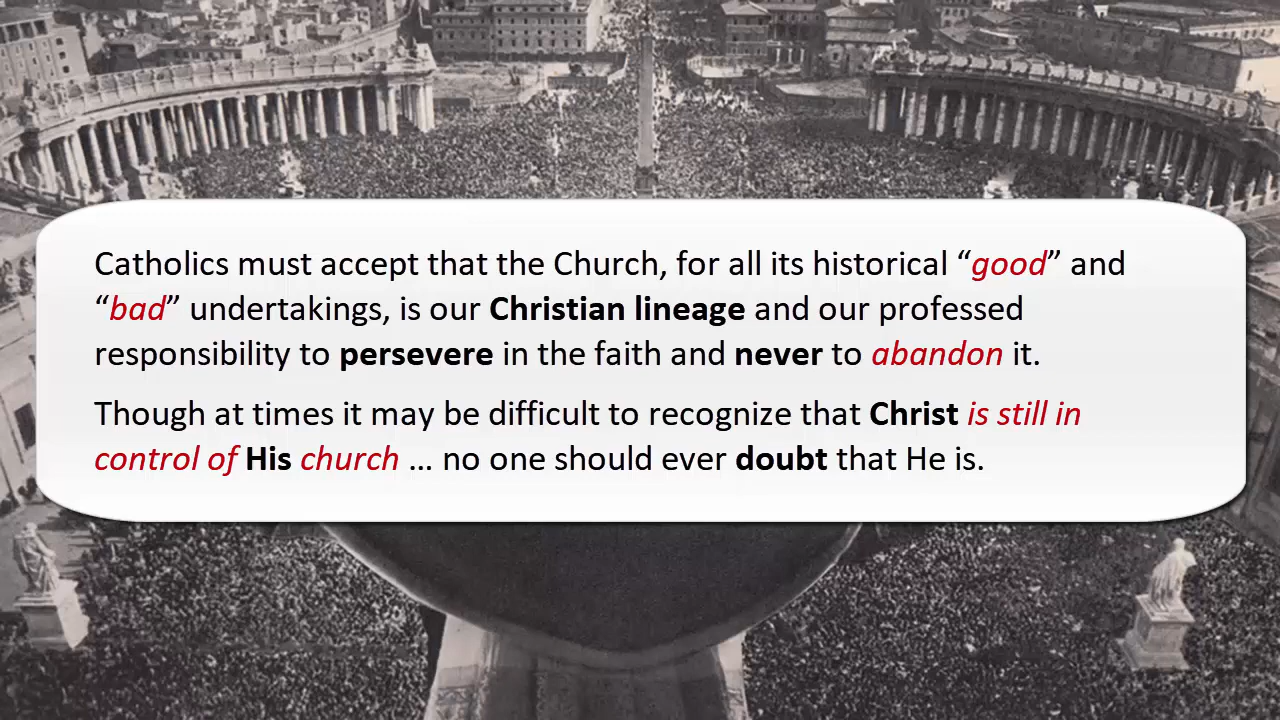 Catholics must accept that the Church, for all its historical “good” and
“bad” undertakings, is our Christian lineage and our professed
responsibility to persevere in the faith and never to abandon it.
Though at times it may be difficult to recognize that Christ is still in
control of His church … no one should ever doubt that He is.